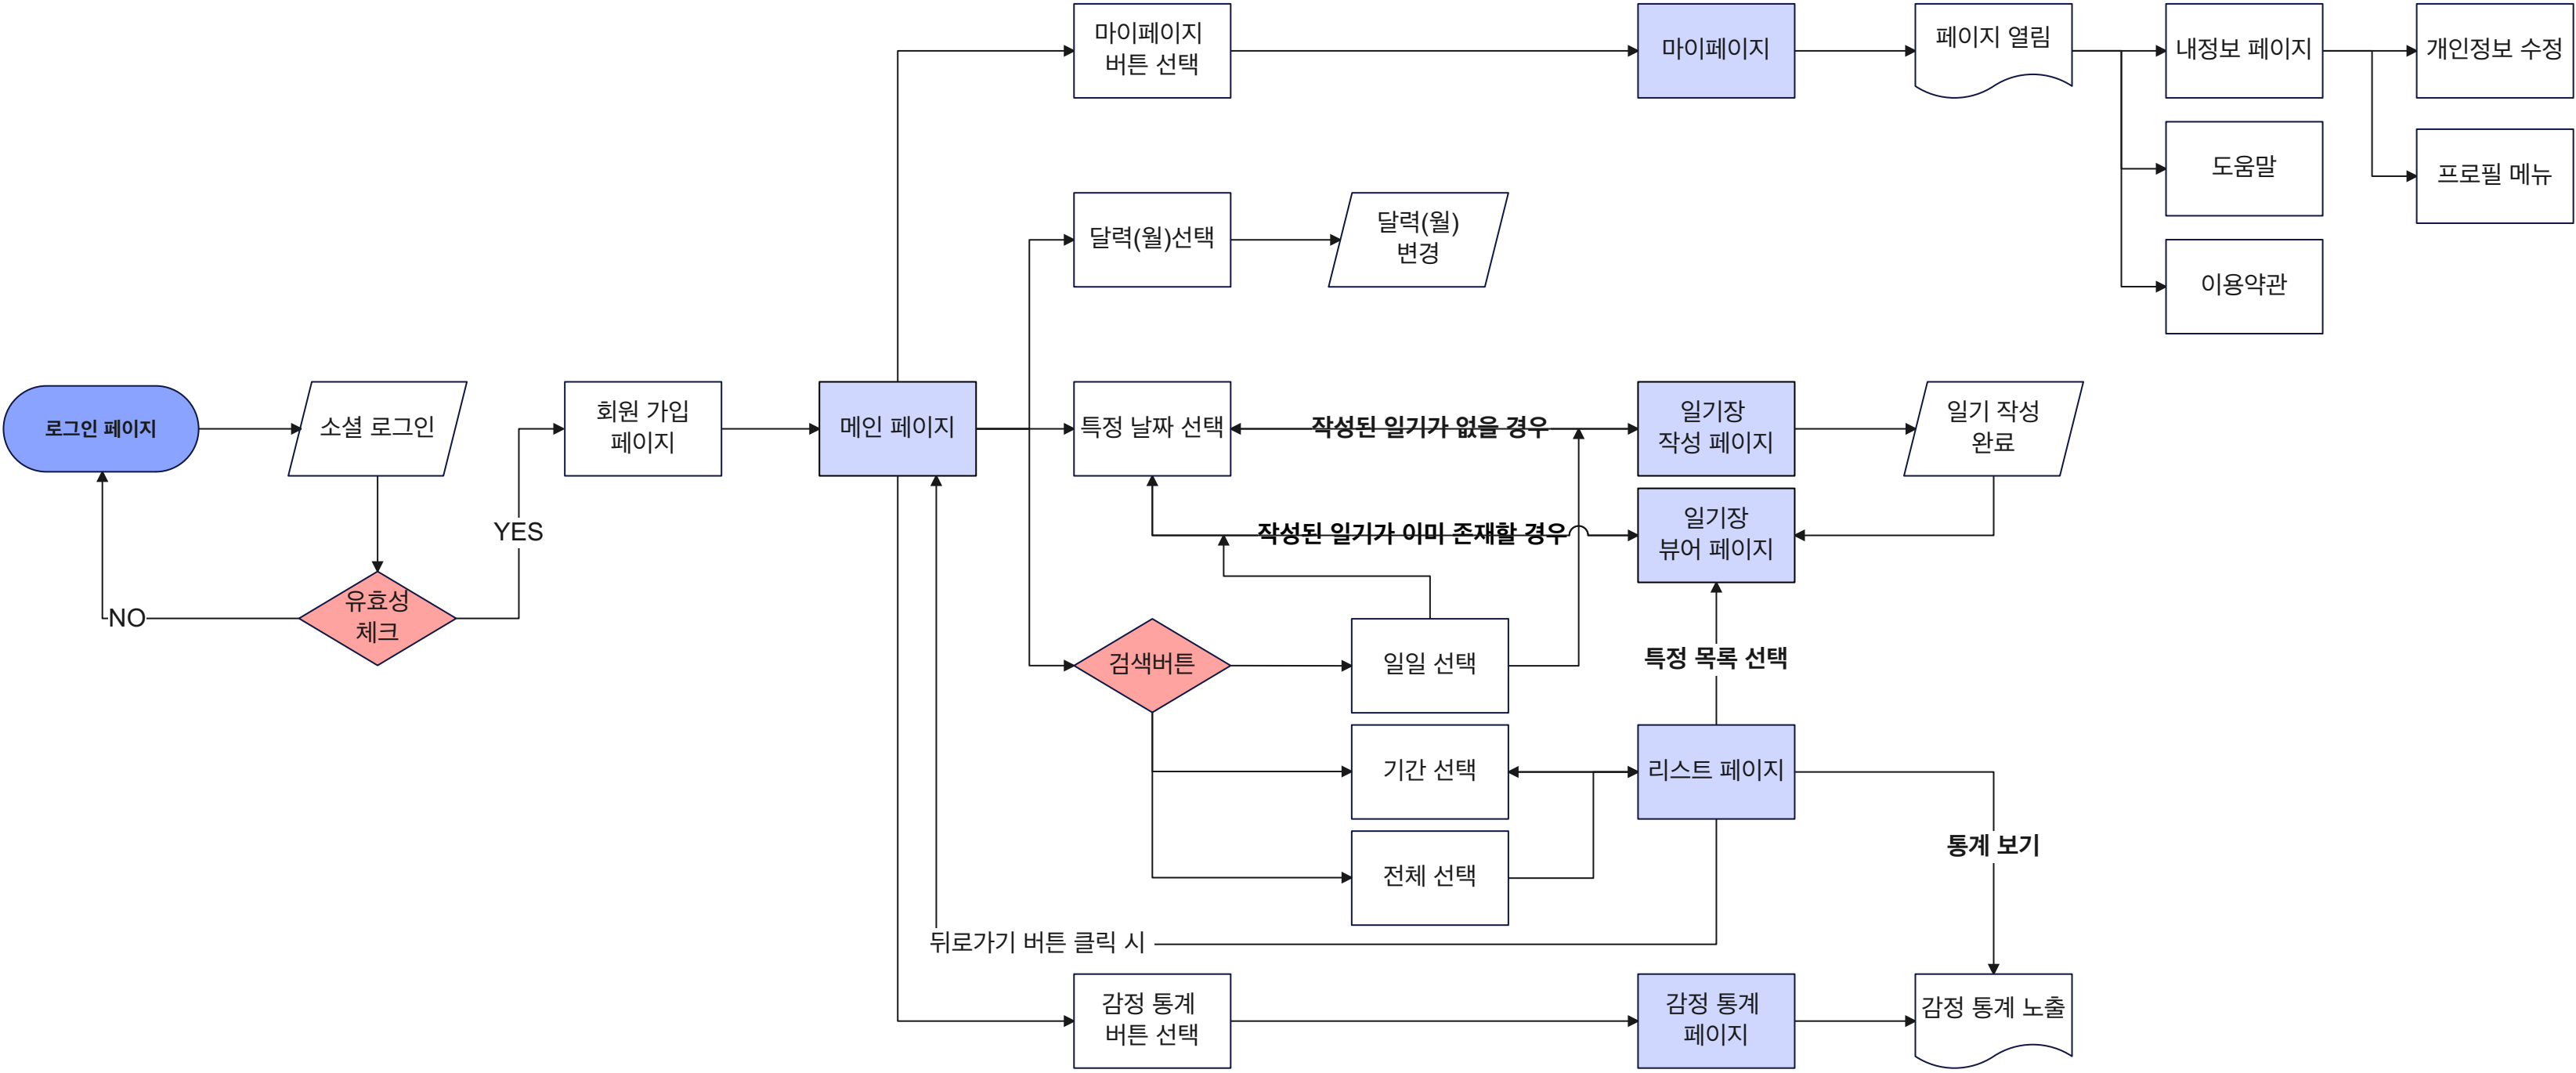 마이페이지
버튼 선택
마이페이지
페이지 열림
내정보 페이지
개인정보 수정
도움말
프로필 메뉴
이용약관
달력(월)선택
달력(월)
변경
로그인 페이지
소셜 로그인
회원 가입
페이지
메인 페이지
특정 날짜 선택
작성된 일기가 없을 경우
일기장
작성 페이지
일기 작성
완료
YES
작성된 일기가 이미 존재할 경우
일기장
뷰어 페이지
NO
유효성
체크
검색버튼
일일 선택
특정 목록 선택
기간 선택
리스트 페이지
전체 선택
통계 보기
뒤로가기 버튼 클릭 시
감정 통계
버튼 선택
감정 통계
페이지
감정 통계 노출